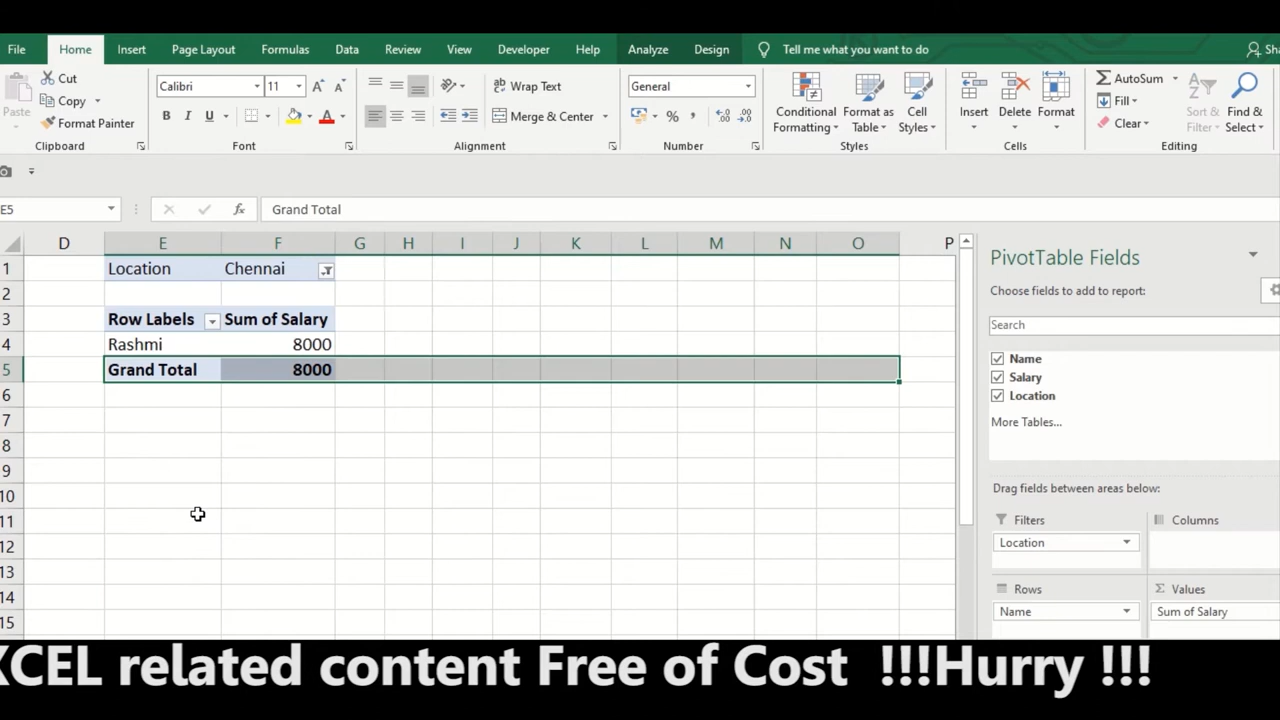 File Home Insert Page Layout Formulas Data Review View Developer Help Analyze Design Tell me what you want to do Sha
Paste
Cut
Copy
Format Painter
Clipboard
Calibri 11
B I U
Font
Wrap Text
Merge & Center
Alignment
General
% ,
Number
Conditional Formatting
Format as Table
Cell Styles
Styles
Insert
Delete
Format
Cells
AutoSum
Fill
Clear
Sort & Filter
Find & Select
Editing
E5 fx Grand Total
D E F G H I J K L M N O P
1 Location Chennai
2
3 Row Labels Sum of Salary
4 Rashmi 8000
5 Grand Total 8000
6
7
8
9
10
11
12
13
14
15
PivotTable Fields
Choose fields to add to report:
Search
Name
Salary
Location
More Tables...
Drag fields between areas below:
Filters
Location
Columns
Rows
Name
Σ Values
Sum of Salary
XCEL related content Free of Cost !!!Hurry !!!